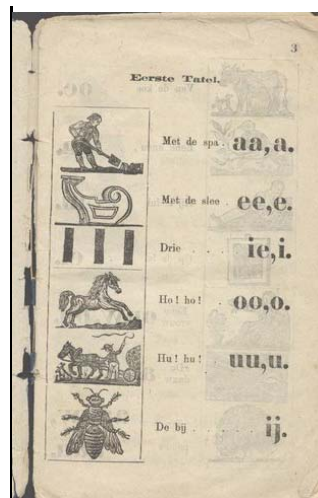 3
Eerste Tafel.
Met de spa. aa, a.
Met de slee . ee, e.
Drie . . . . ie, i.
Ho! ho! . oo, o.
Hu! hu! . uu, u.
De bij . . . . . . . ij.